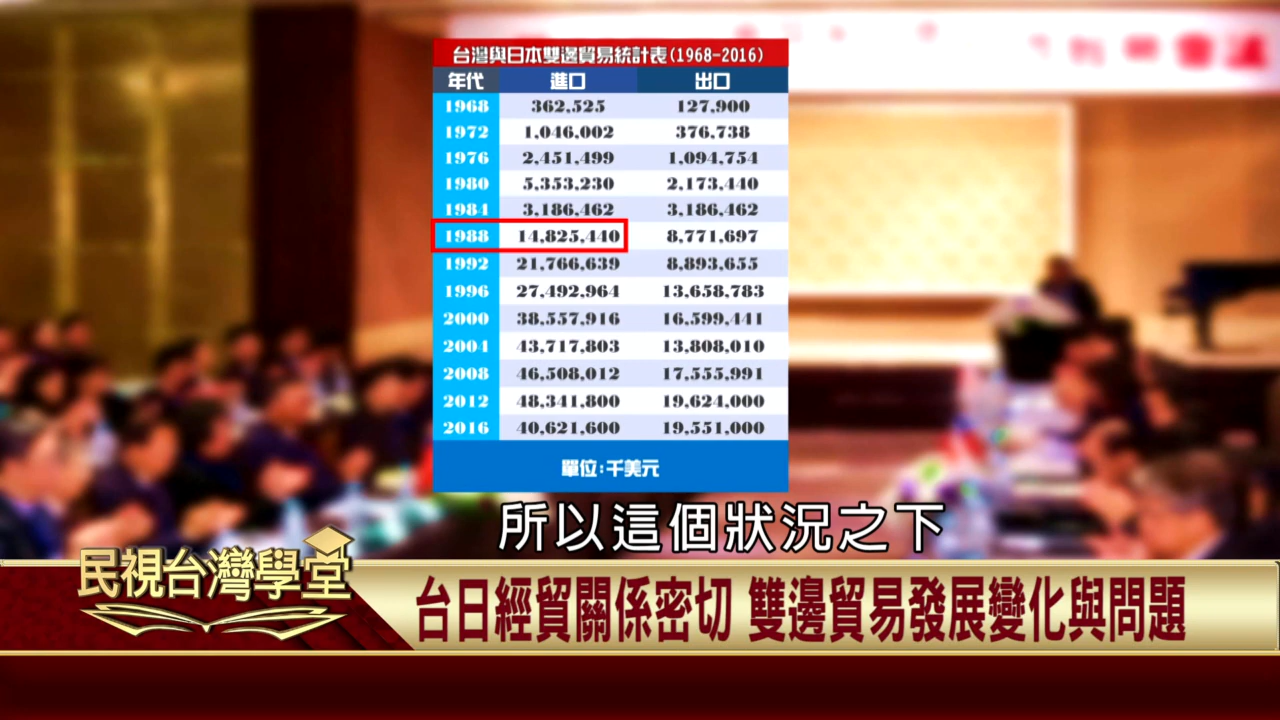 台灣與日本雙邊貿易統計表(1968-2016)
年代 進口 出口
1968 362,525 127,900
1972 1,046,002 376,738
1976 2,451,499 1,094,754
1980 5,353,230 2,173,440
1984 3,186,462 3,186,462
1988 14,825,440 8,771,697
1992 21,766,639 8,893,655
1996 27,492,964 13,658,783
2000 38,557,916 16,599,441
2004 43,717,803 13,808,010
2008 46,508,012 17,555,991
2012 48,341,800 19,624,000
2016 40,621,600 19,551,000
單位:千美元
所以這個狀況之下
民視台灣學堂
台日經貿關係密切 雙邊貿易發展變化與問題